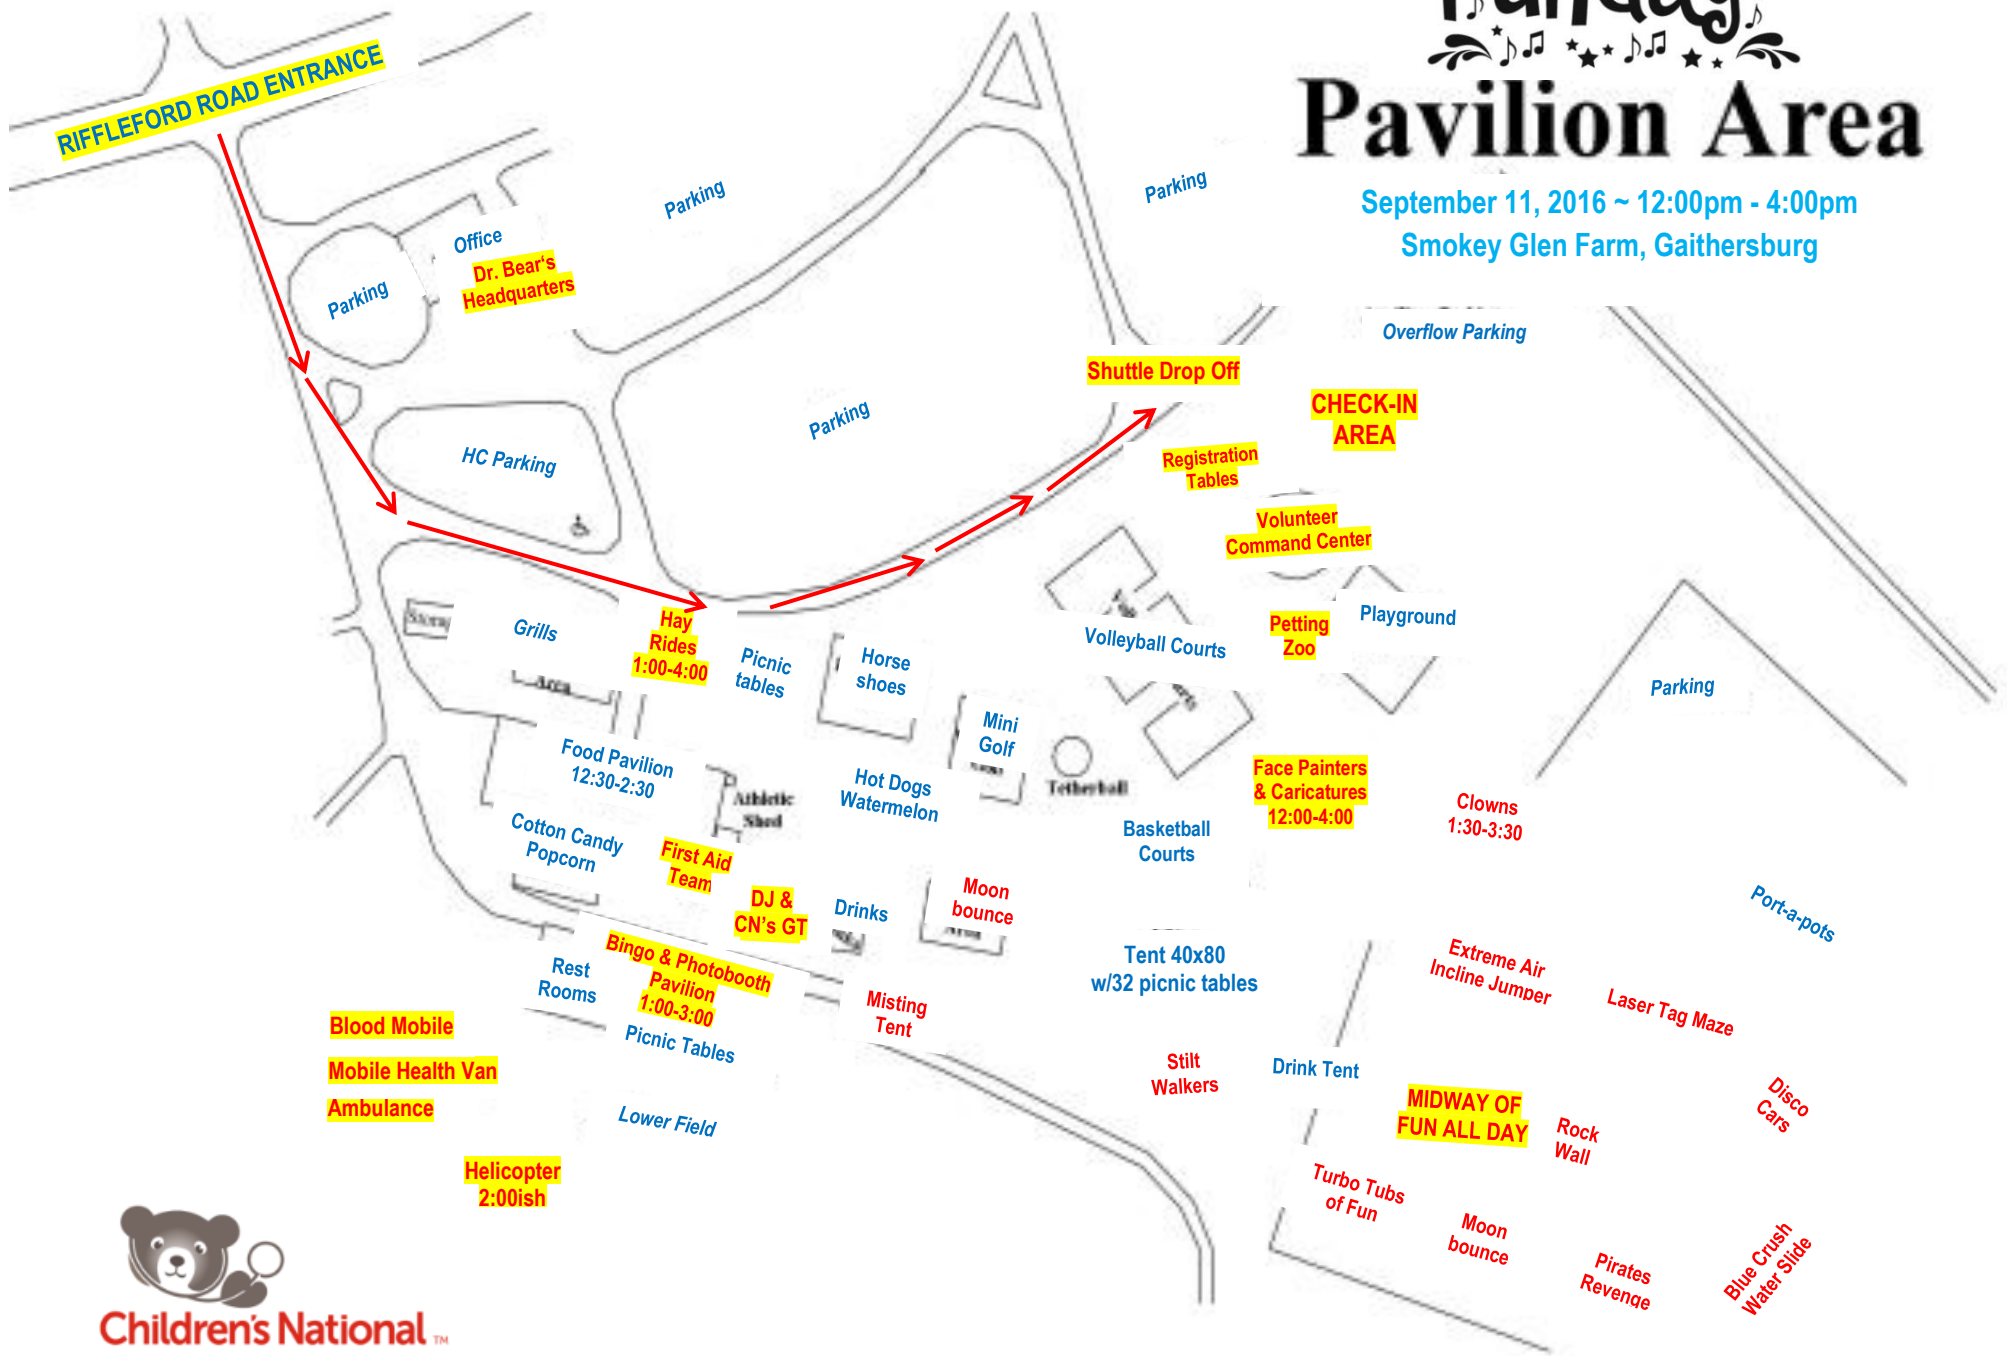 Pavilion Area
September 11, 2016 ~ 12:00pm - 4:00pm
Smokey Glen Farm, Gaithersburg
RIFFLEFORD ROAD ENTRANCE
Parking
Parking
Office
Dr. Bear's
Headquarters
Parking
Overflow Parking
Shuttle Drop Off
CHECK-IN
AREA
Parking
HC Parking
Registration
Tables
Volunteer
Command Center
Grills
Hay
Rides
1:00-4:00
Picnic
tables
Horse
shoes
Volleyball Courts
Petting
Zoo
Playground
Parking
Mini
Golf
Area
Food Pavilion
12:30-2:30
Athletic
Shed
Hot Dogs
Watermelon
Tetherball
Face Painters
& Caricatures
12:00-4:00
Clowns
1:30-3:30
Cotton Candy
Popcorn
First Aid
Team
Basketball
Courts
DJ &
CN's GT
Drinks
Moon
bounce
Area
Port-a-pots
Rest
Rooms
Bingo & Photobooth
Pavilion
1:00-3:00
Picnic Tables
Misting
Tent
Tent 40x80
w/32 picnic tables
Extreme Air
Incline Jumper
Laser Tag Maze
Blood Mobile
Mobile Health Van
Ambulance
Lower Field
Stilt
Walkers
Drink Tent
MIDWAY OF
FUN ALL DAY
Rock
Wall
Disco
Cars
Helicopter
2:00ish
Turbo Tubs
of Fun
Moon
bounce
Pirates
Revenge
Blue Crush
Water Slide
Children's National ™